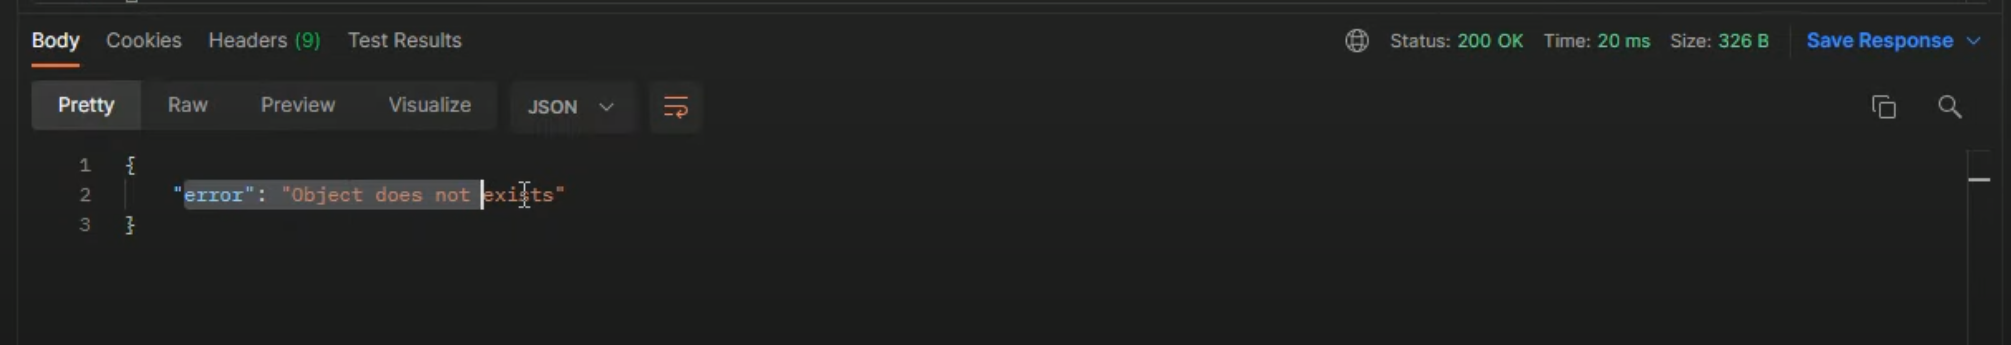 Body Cookies Headers (9) Test Results Status: 200 OK Time: 20 ms Size: 326 B Save Response
Pretty Raw Preview Visualize JSON
1 {
2 "error": "Object does not exists"
3 }